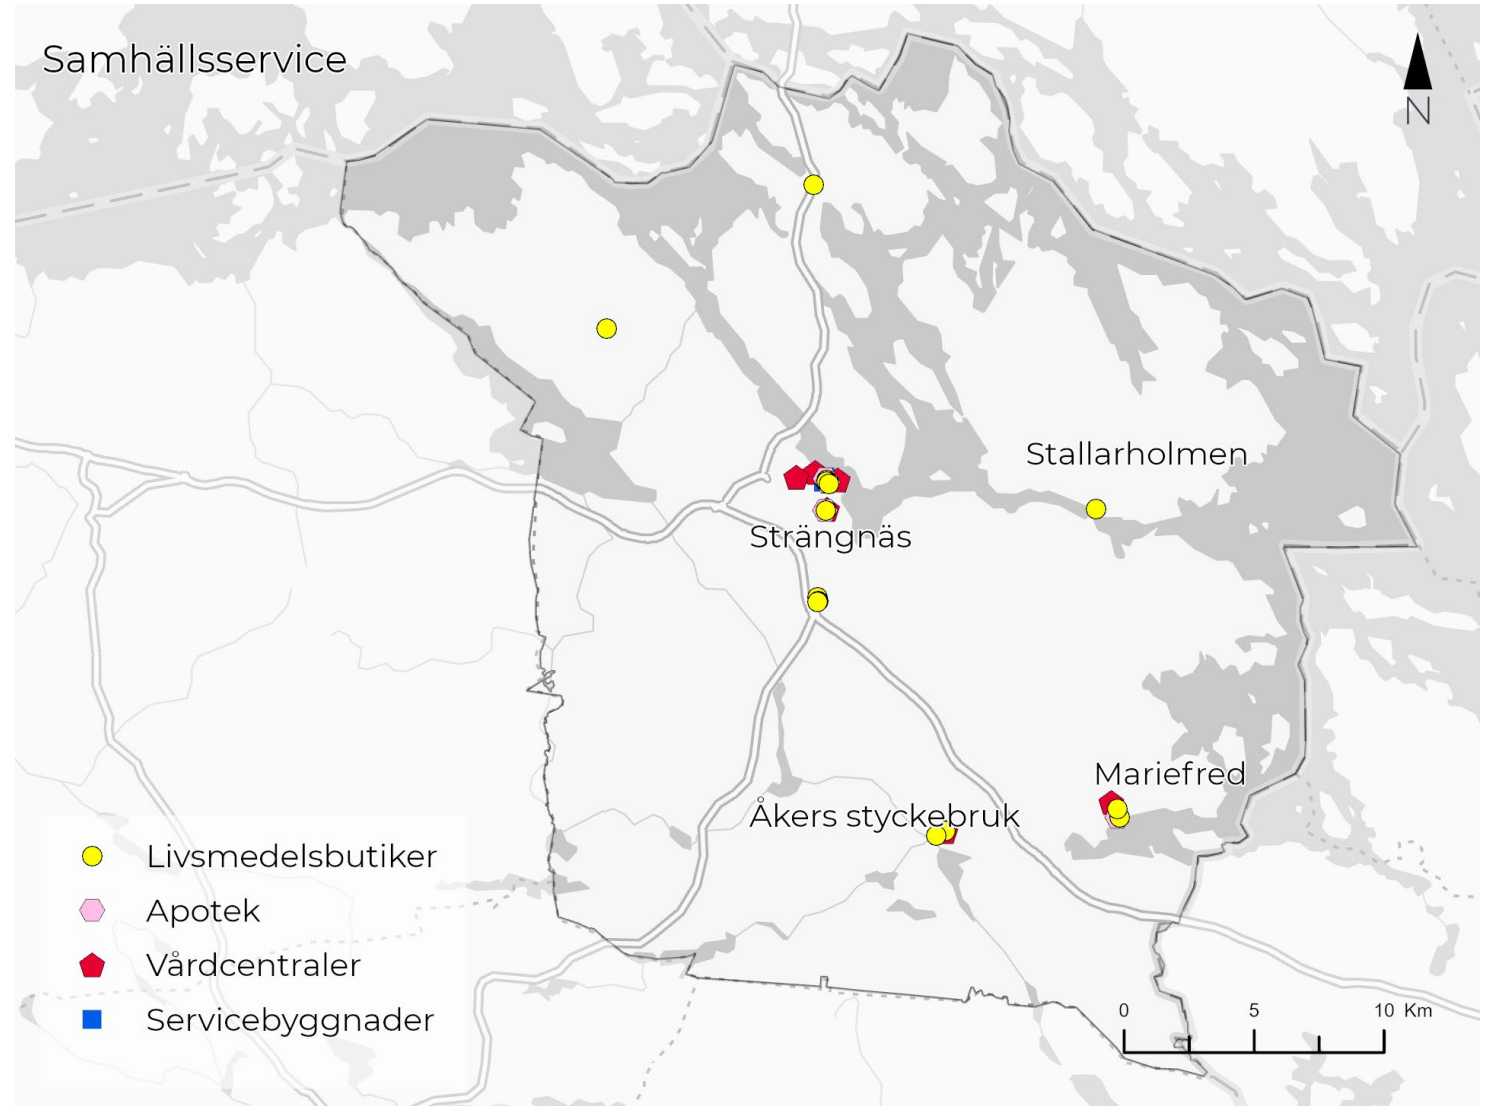 Samhällsservice
N
Stallarholmen
Strängnäs
Mariefred
Åkers styckebruk
Livsmedelsbutiker
Apotek
Vårdcentraler
Servicebyggnader
0 5 10 Km